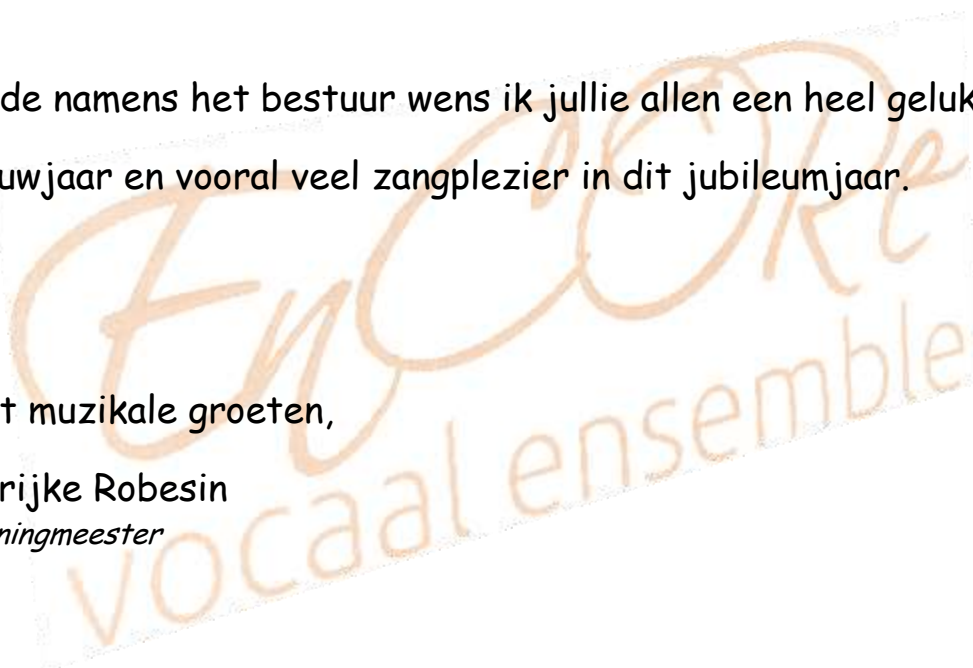 de namens het bestuur wens ik jullie allen een heel geluk
uwjaar en vooral veel zangplezier in dit jubileumjaar.
EnCORe
vocaal ensemble
t muzikale groeten,
rijke Robesin
ningmeester